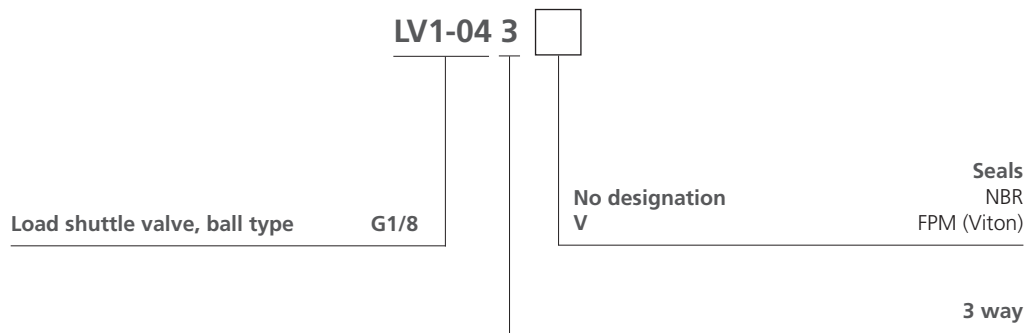 LV1-04 3
Seals
No designation NBR
Load shuttle valve, ball type G1/8 V FPM (Viton)
3 way